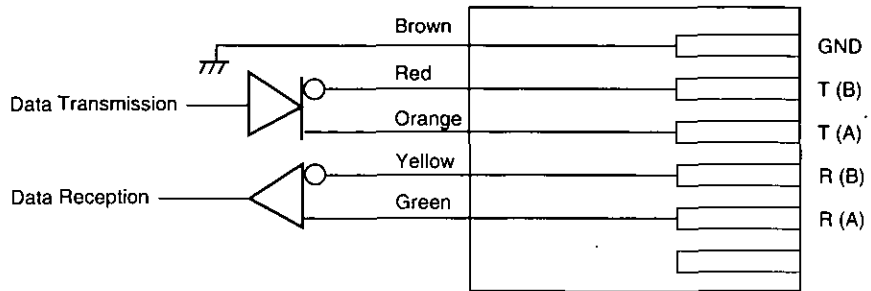 Brown
GND
Red
T (B)
Data Transmission
Orange
T (A)
Yellow
R (B)
Data Reception
Green
R (A)